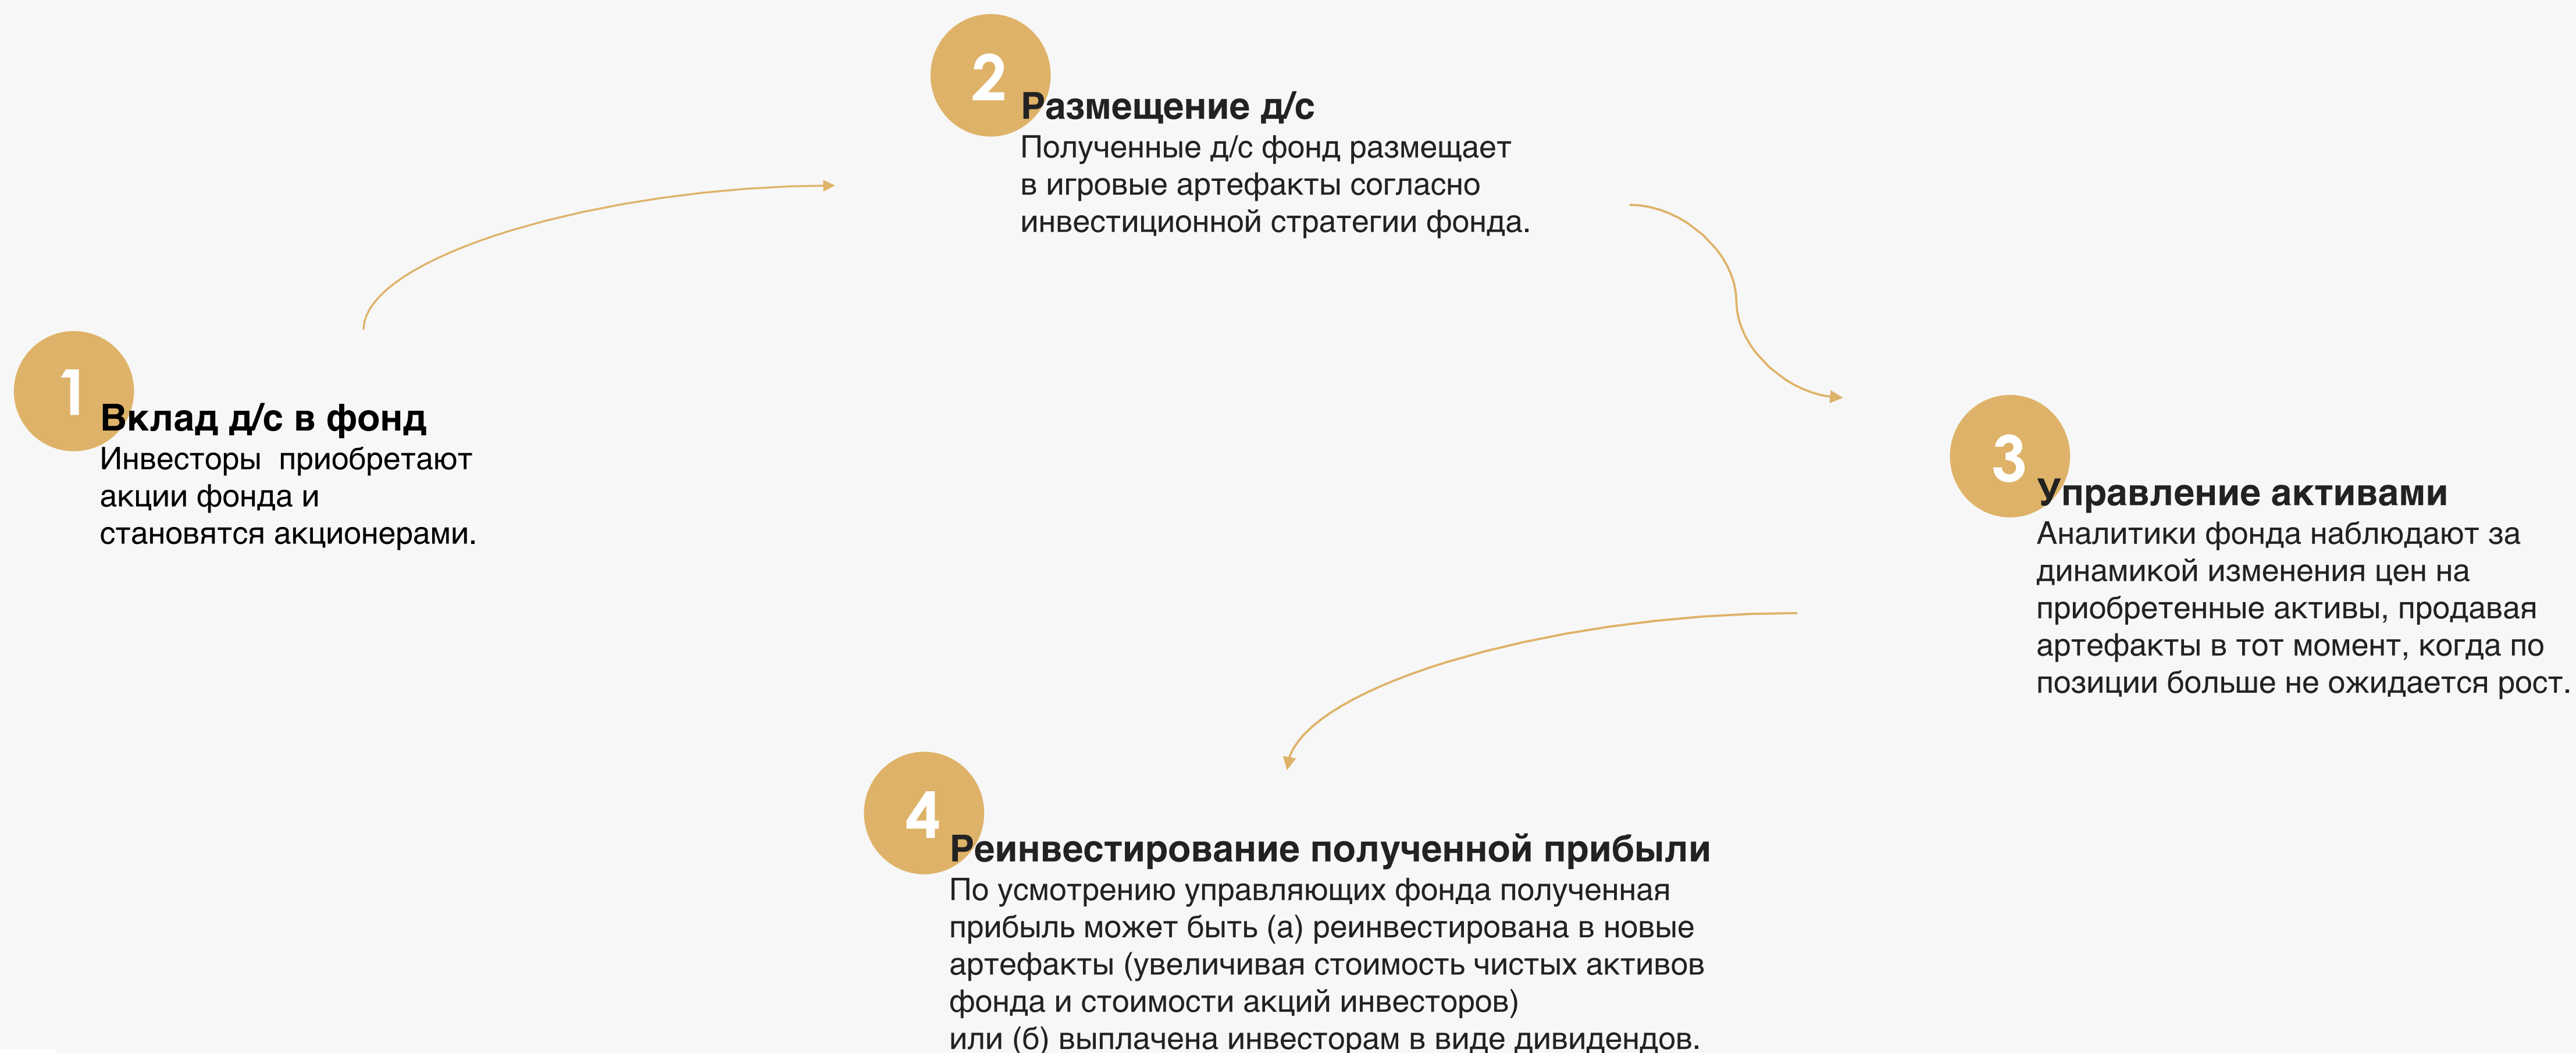 1
Вклад д/с в фонд
Инвесторы приобретают
акции фонда и
становятся акционерами.
2
Размещение д/с
Полученные д/с фонд размещает
в игровые артефакты согласно
инвестиционной стратегии фонда.
3
Управление активами
Аналитики фонда наблюдают за
динамикой изменения цен на
приобретенные активы, продавая
артефакты в тот момент, когда по
позиции больше не ожидается рост.
4
Реинвестирование полученной прибыли
По усмотрению управляющих фонда полученная
прибыль может быть (а) реинвестирована в новые
артефакты (увеличивая стоимость чистых активов
фонда и стоимости акций инвесторов)
или (б) выплачена инвесторам в виде дивидендов.